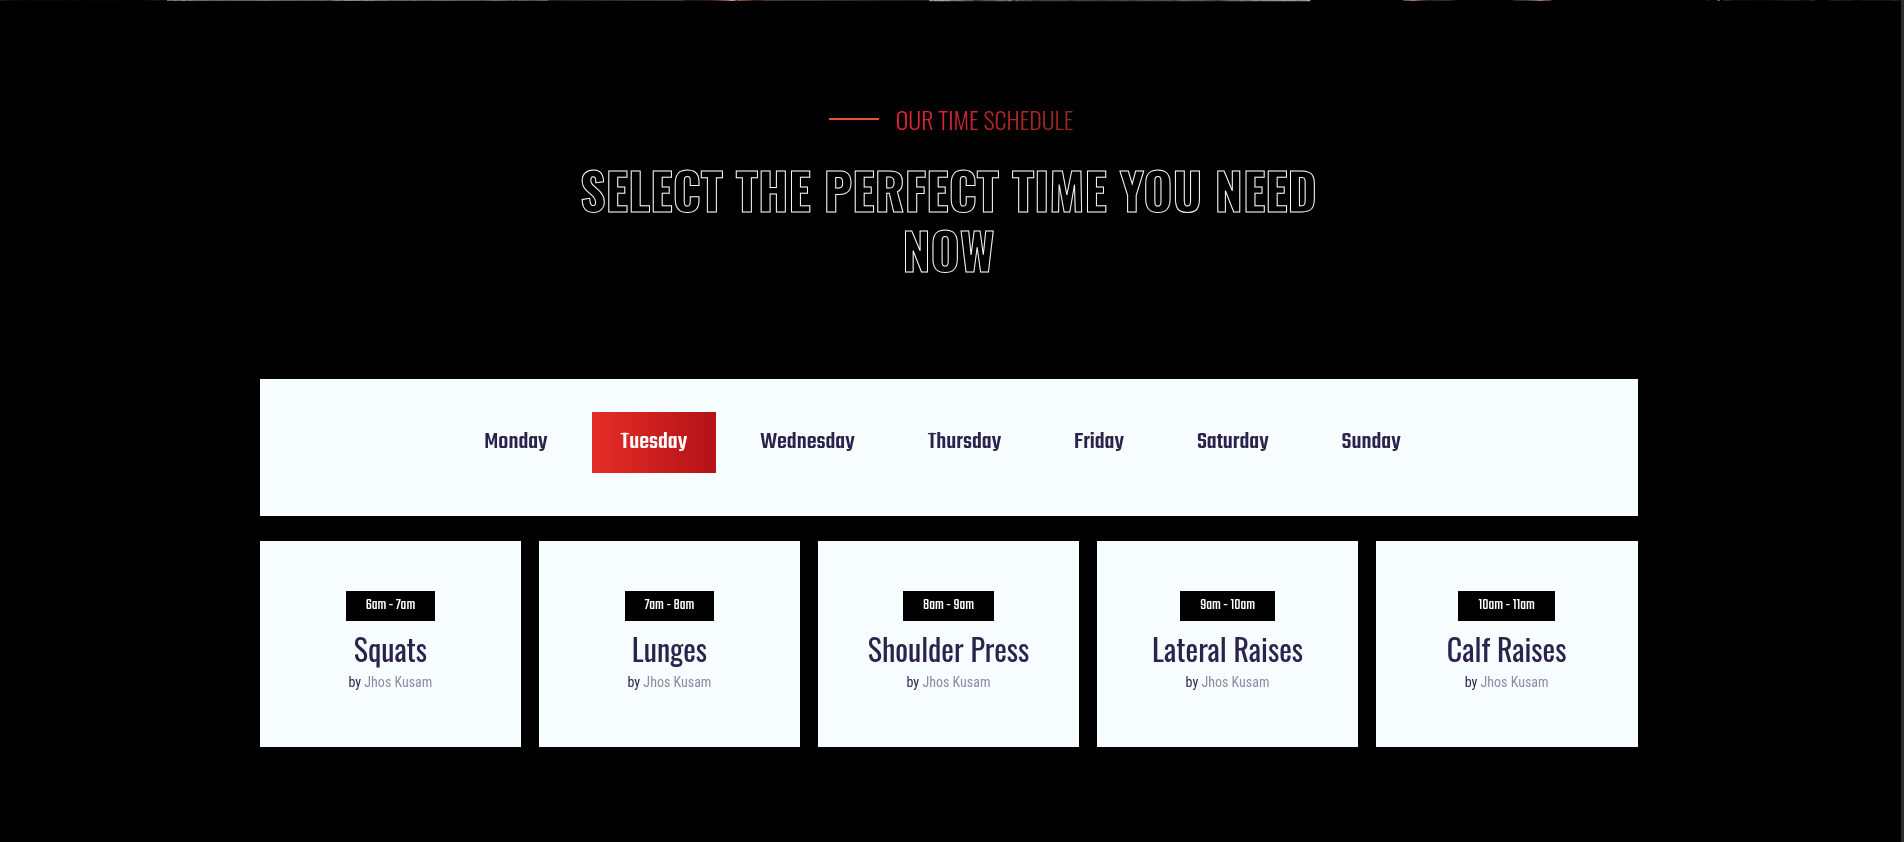 OUR TIME SCHEDULE
SELECT THE PERFECT TIME YOU NEED
NOW
Monday Tuesday Wednesday Thursday Friday Saturday Sunday
6am - 7am
Squats
by Jhos Kusam
7am - 8am
Lunges
by Jhos Kusam
8am - 9am
Shoulder Press
by Jhos Kusam
9am - 10am
Lateral Raises
by Jhos Kusam
10am - 11am
Calf Raises
by Jhos Kusam